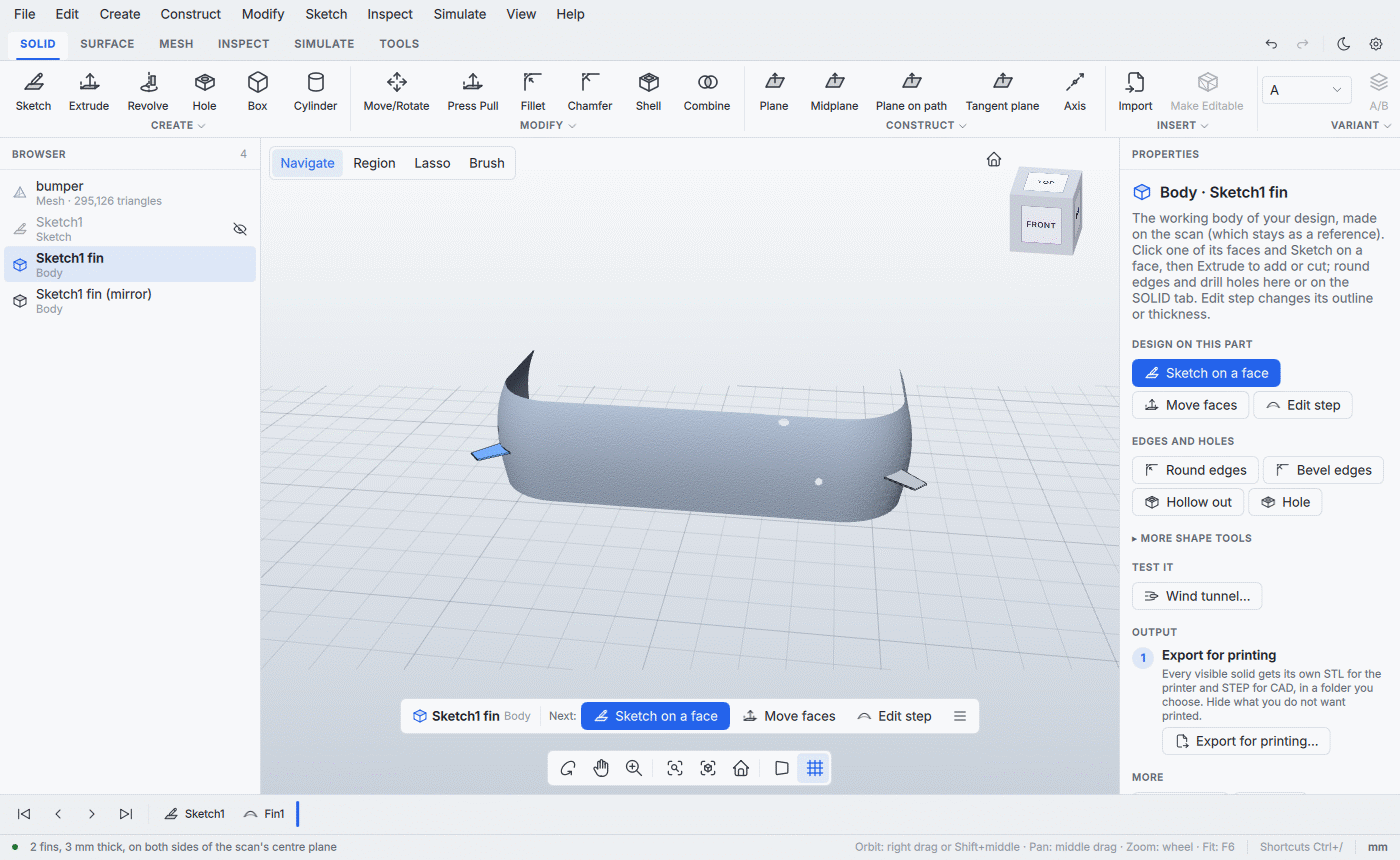 File Edit Create Construct Modify Sketch Inspect Simulate View Help
SOLID SURFACE MESH INSPECT SIMULATE TOOLS
Sketch Extrude Revolve Hole Box Cylinder Move/Rotate Press Pull Fillet Chamfer Shell Combine Plane Midplane Plane on path Tangent plane Axis Import Make Editable A A/B
CREATE MODIFY CONSTRUCT INSERT VARIANT
BROWSER 4
bumper
Mesh · 295,126 triangles
Sketch1
Sketch
Sketch1 fin
Body
Sketch1 fin (mirror)
Body
Navigate Region Lasso Brush
TOP
FRONT
PROPERTIES
Body · Sketch1 fin
The working body of your design, made
on the scan (which stays as a reference).
Click one of its faces and Sketch on a
face, then Extrude to add or cut; round
edges and drill holes here or on the
SOLID tab. Edit step changes its outline
or thickness.
DESIGN ON THIS PART
Sketch on a face
Move faces Edit step
EDGES AND HOLES
Round edges Bevel edges
Hollow out Hole
MORE SHAPE TOOLS
TEST IT
Wind tunnel...
OUTPUT
1 Export for printing
Every visible solid gets its own STL for the
printer and STEP for CAD, in a folder you
choose. Hide what you do not want
printed.
Export for printing...
MORE
Sketch1 fin Body Next: Sketch on a face Move faces Edit step
Sketch1 Fin1
2 fins, 3 mm thick, on both sides of the scan's centre plane
Orbit: right drag or Shift+middle · Pan: middle drag · Zoom: wheel · Fit: F6 Shortcuts Ctrl+/ mm